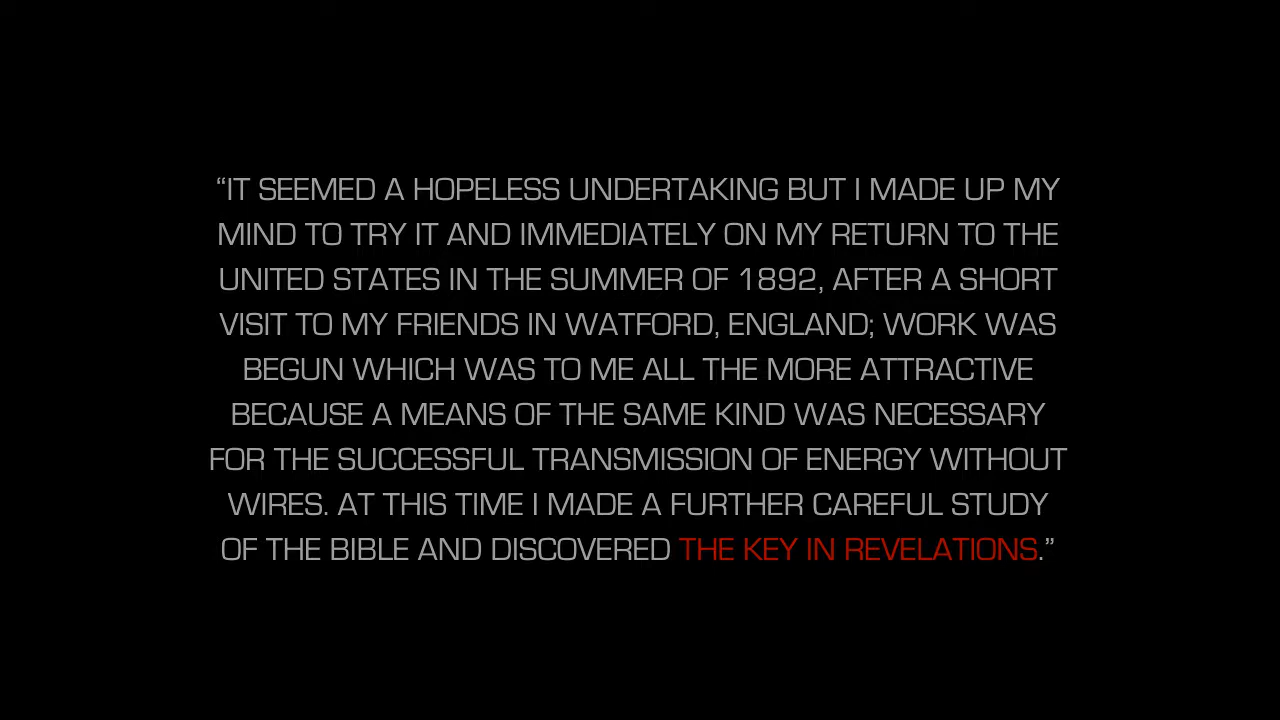 “IT SEEMED A HOPELESS UNDERTAKING BUT I MADE UP MY
MIND TO TRY IT AND IMMEDIATELY ON MY RETURN TO THE
UNITED STATES IN THE SUMMER OF 1892, AFTER A SHORT
VISIT TO MY FRIENDS IN WATFORD, ENGLAND; WORK WAS
BEGUN WHICH WAS TO ME ALL THE MORE ATTRACTIVE
BECAUSE A MEANS OF THE SAME KIND WAS NECESSARY
FOR THE SUCCESSFUL TRANSMISSION OF ENERGY WITHOUT
WIRES. AT THIS TIME I MADE A FURTHER CAREFUL STUDY
OF THE BIBLE AND DISCOVERED THE KEY IN REVELATIONS.”